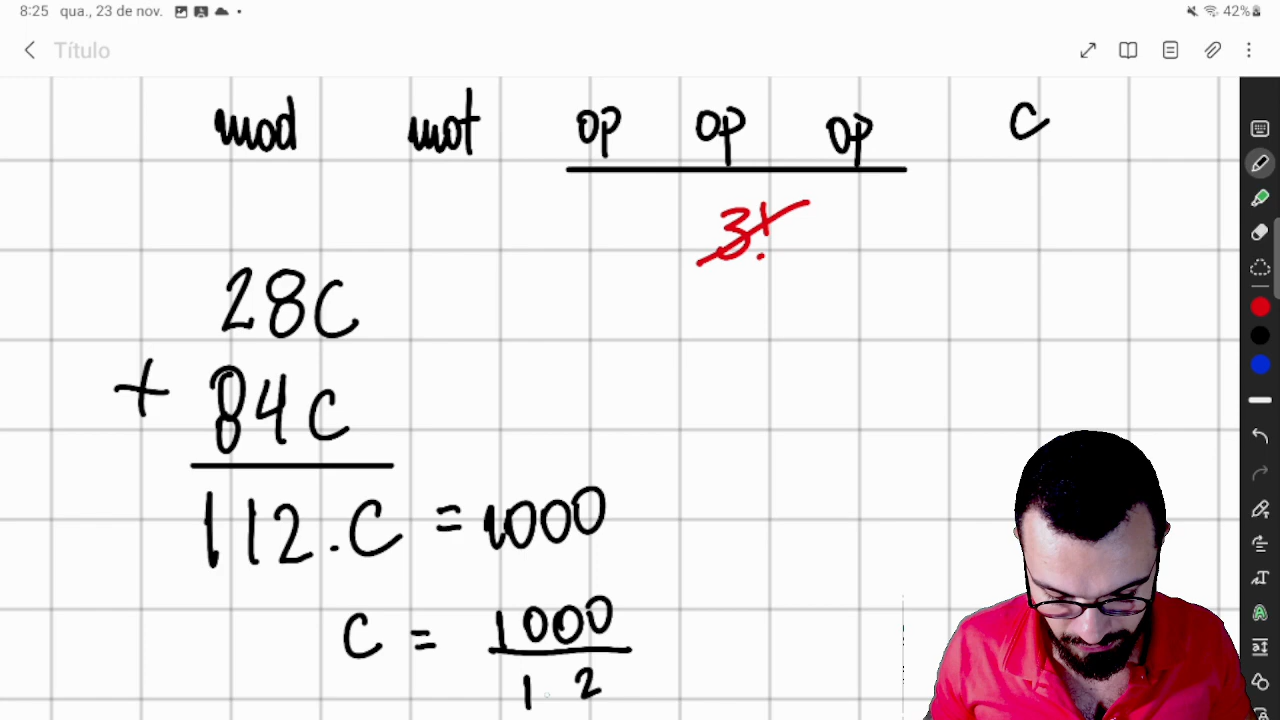 8:25 qua., 23 de nov. 42%
Título
mod mot op op op C
3!
28C
+ 84C
112.C = 1000
C = 1000
1 2